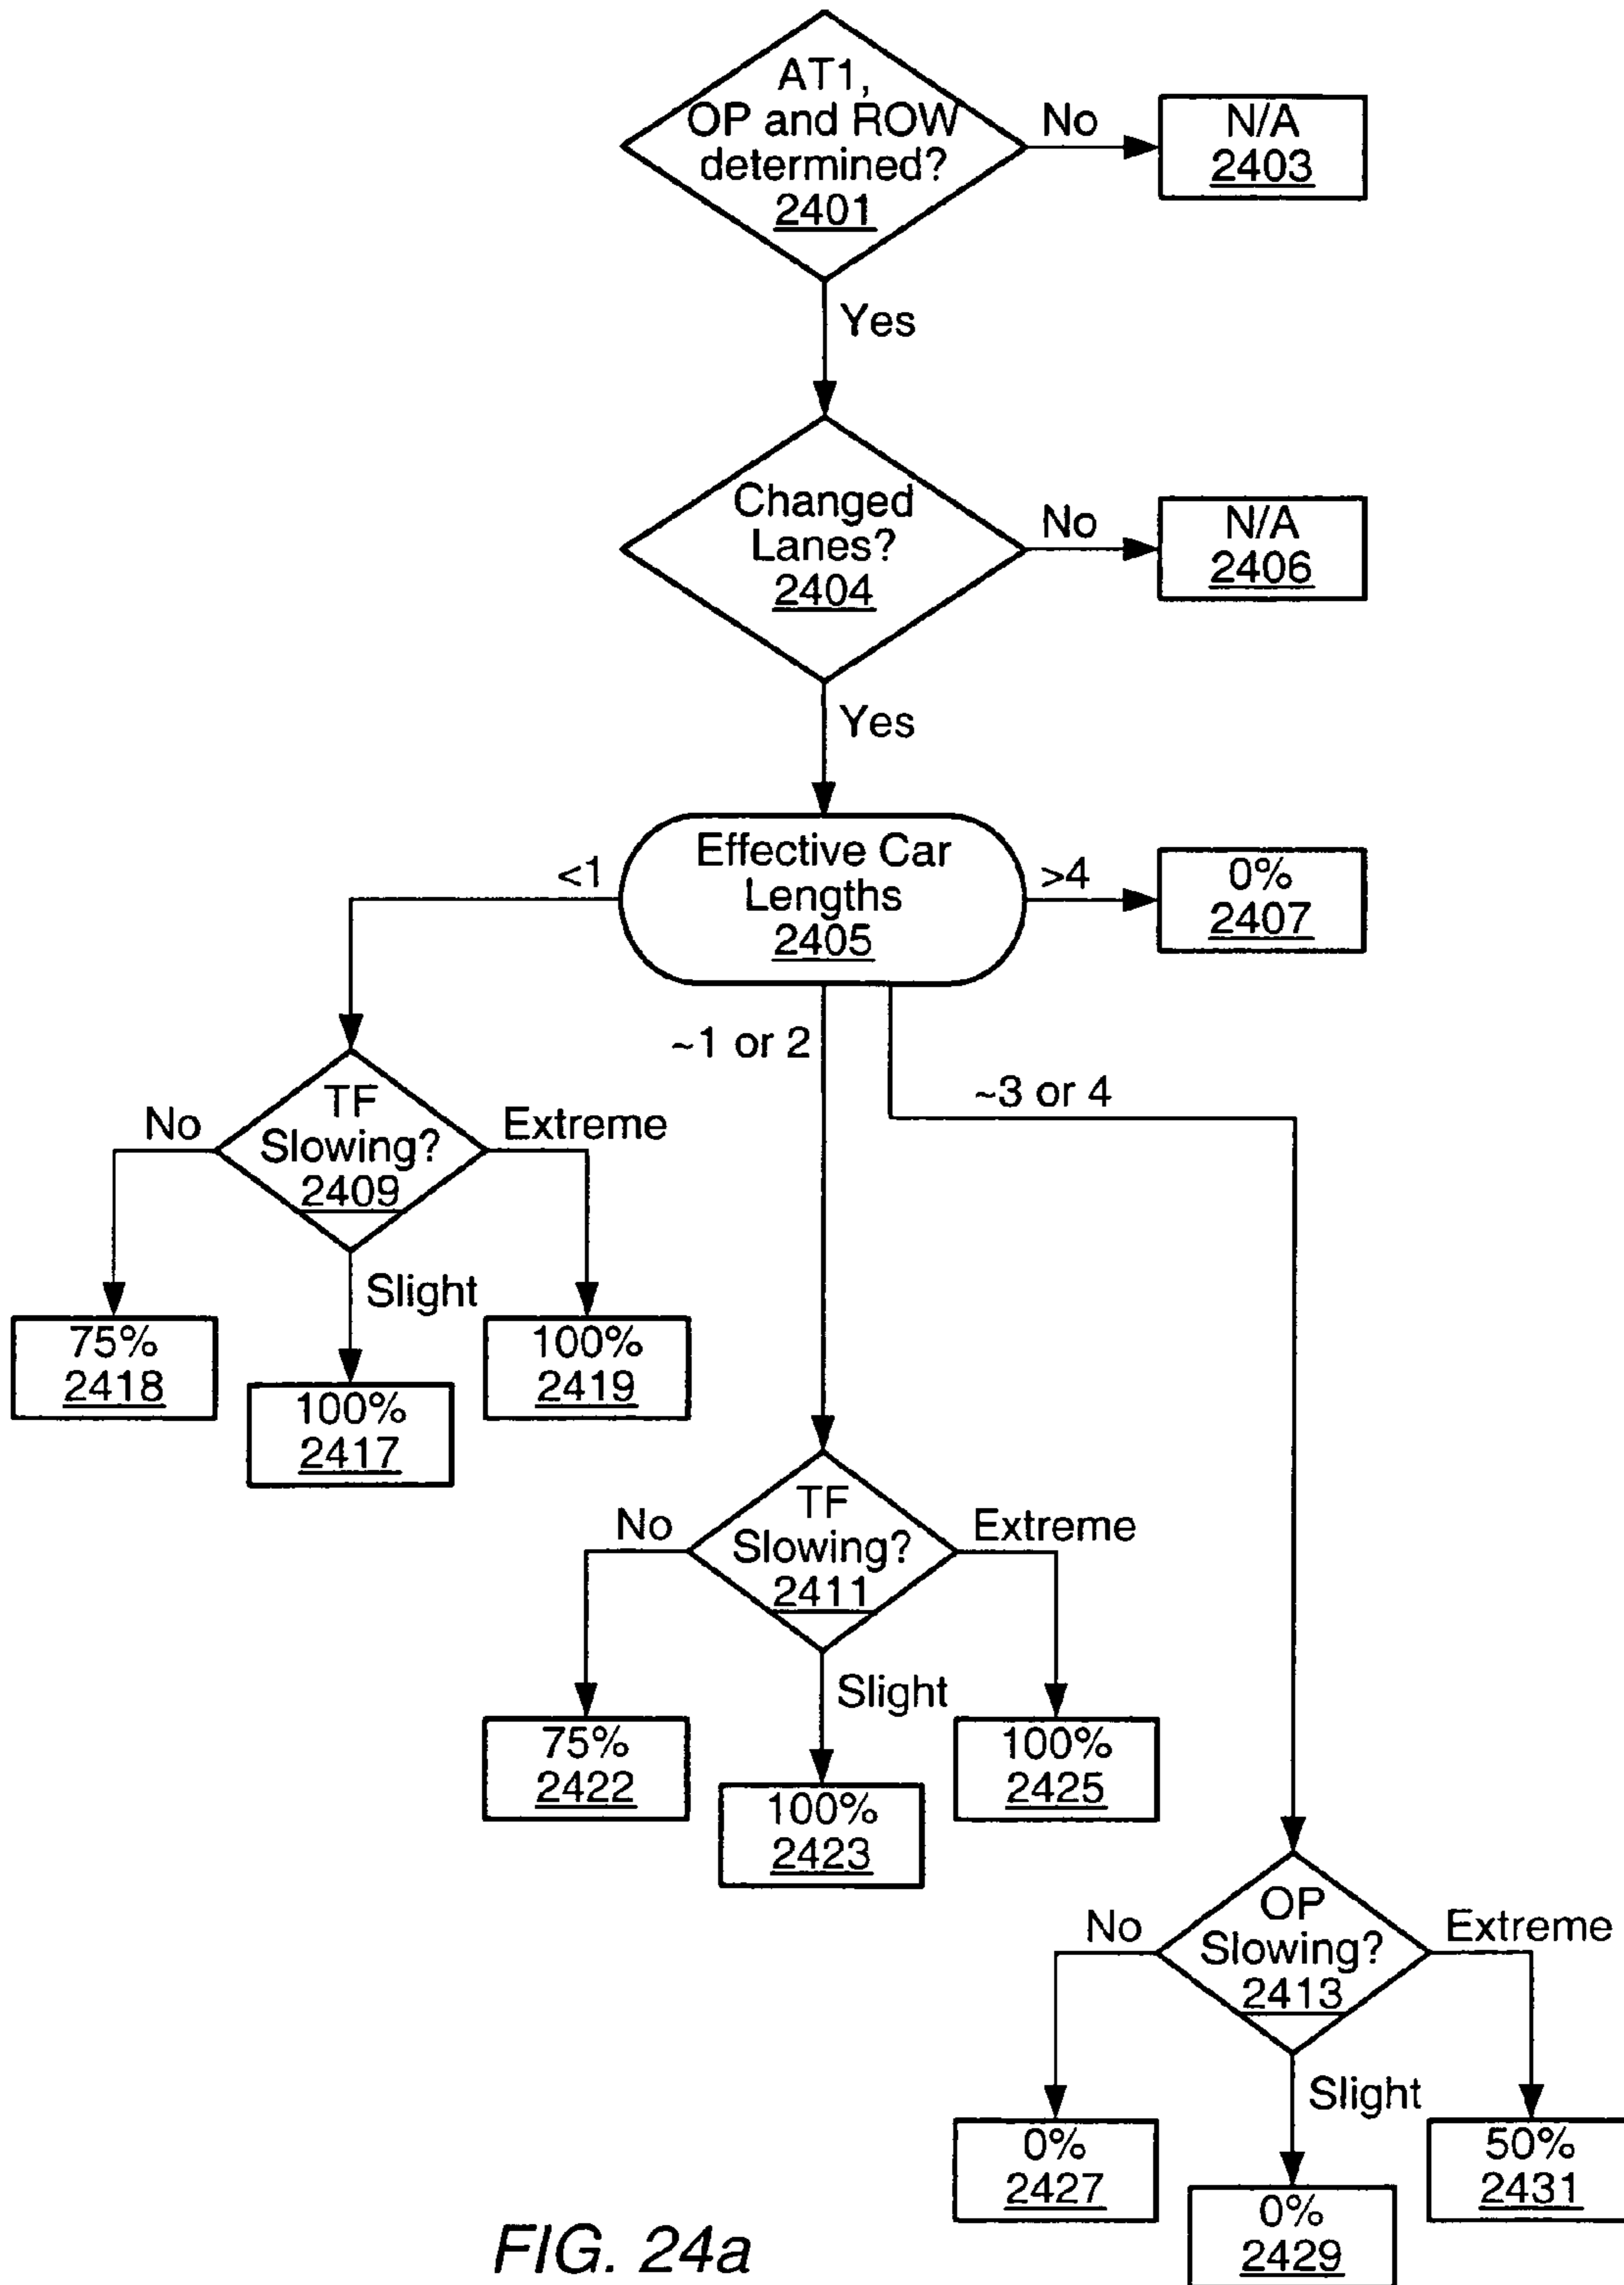 AT1,
OP and ROW
determined?
2401
No
N/A
2403
Yes
Changed
Lanes?
2404
No
N/A
2406
Yes
Effective Car
Lengths
2405
<1
>4
0%
2407
~1 or 2
~3 or 4
TF
Slowing?
2409
No
Extreme
Slight
75%
2418
100%
2417
100%
2419
TF
Slowing?
2411
No
Extreme
Slight
75%
2422
100%
2423
100%
2425
OP
Slowing?
2413
No
Extreme
Slight
0%
2427
0%
2429
50%
2431
FIG. 24a